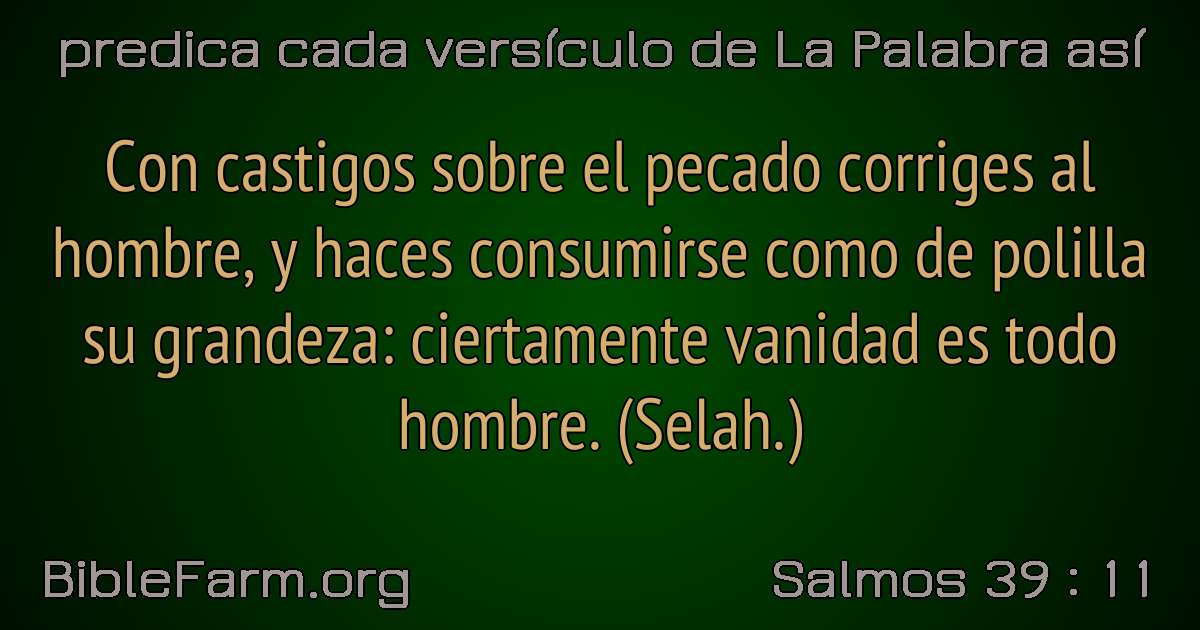 predica cada versículo de La Palabra así
Con castigos sobre el pecado corriges al
hombre, y haces consumirse como de polilla
su grandeza: ciertamente vanidad es todo
hombre. (Selah.)
BibleFarm.org
Salmos 39 : 11